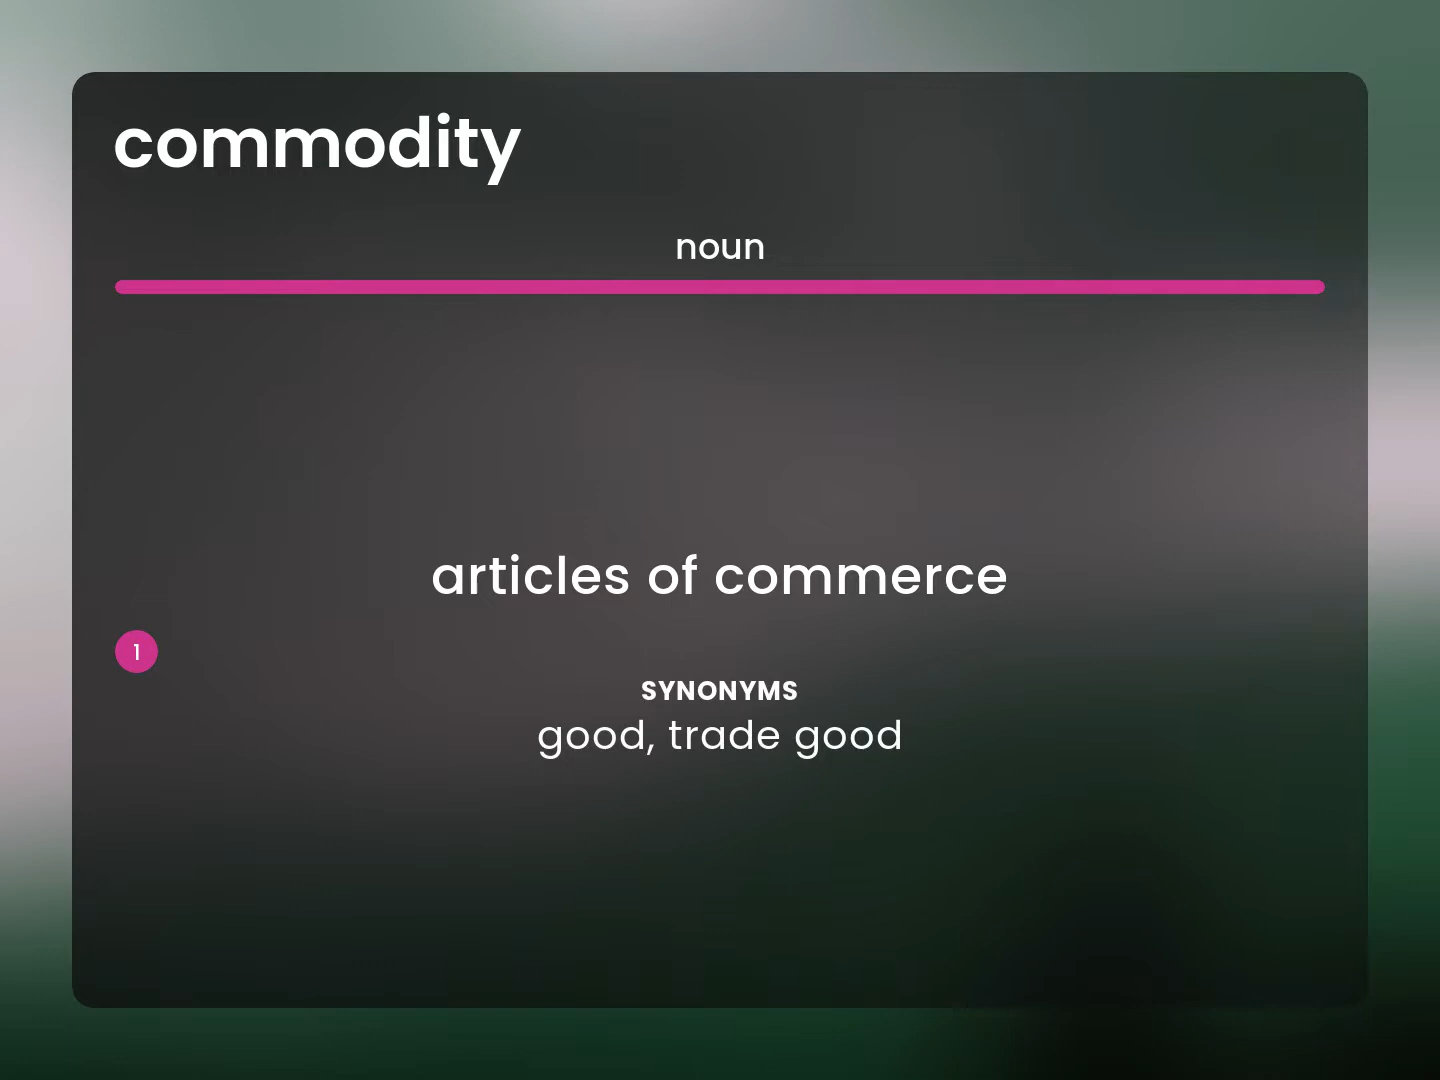 commodity
noun
articles of commerce
1
SYNONYMS
good, trade good